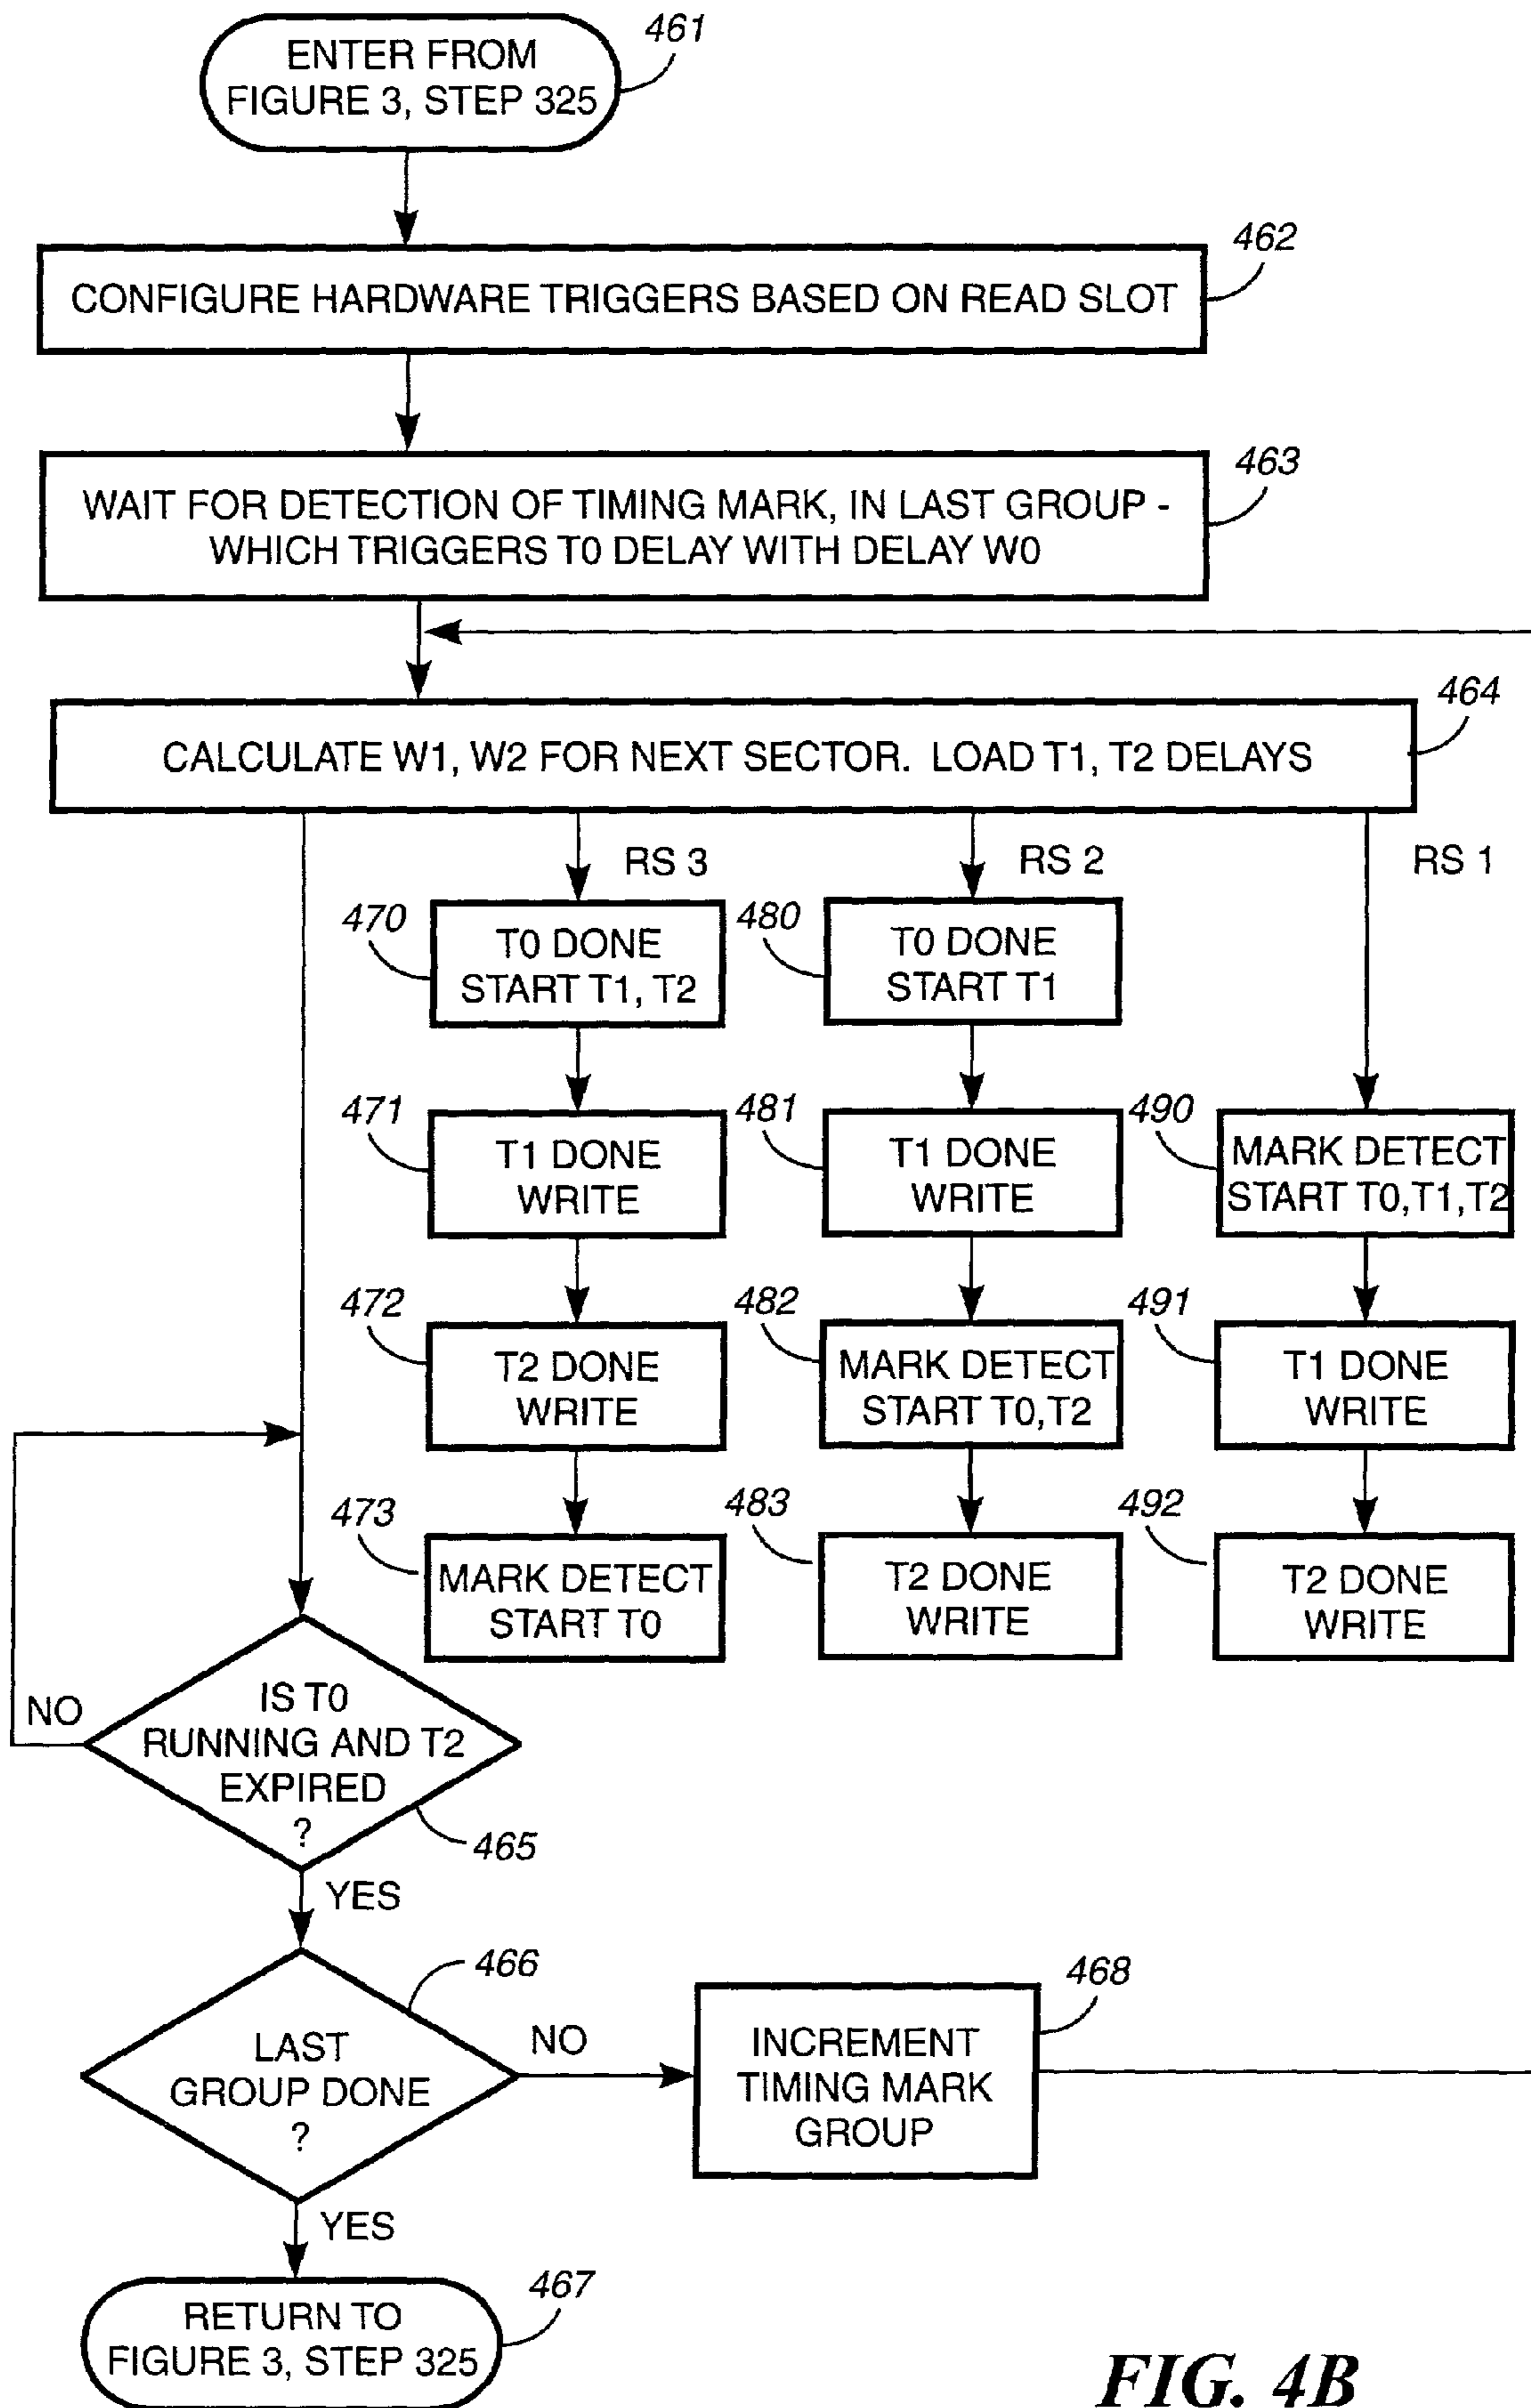 ENTER FROM
FIGURE 3, STEP 325
461
CONFIGURE HARDWARE TRIGGERS BASED ON READ SLOT
462
WAIT FOR DETECTION OF TIMING MARK, IN LAST GROUP -
WHICH TRIGGERS T0 DELAY WITH DELAY W0
463
CALCULATE W1, W2 FOR NEXT SECTOR. LOAD T1, T2 DELAYS
464
RS 3
RS 2
RS 1
470
T0 DONE
START T1, T2
480
T0 DONE
START T1
471
T1 DONE
WRITE
481
T1 DONE
WRITE
490
MARK DETECT
START T0,T1,T2
472
T2 DONE
WRITE
482
MARK DETECT
START T0,T2
491
T1 DONE
WRITE
473
MARK DETECT
START T0
483
T2 DONE
WRITE
492
T2 DONE
WRITE
NO
IS T0
RUNNING AND T2
EXPIRED
?
465
YES
466
LAST
GROUP DONE
?
NO
INCREMENT
TIMING MARK
GROUP
468
YES
RETURN TO
FIGURE 3, STEP 325
467
FIG. 4B